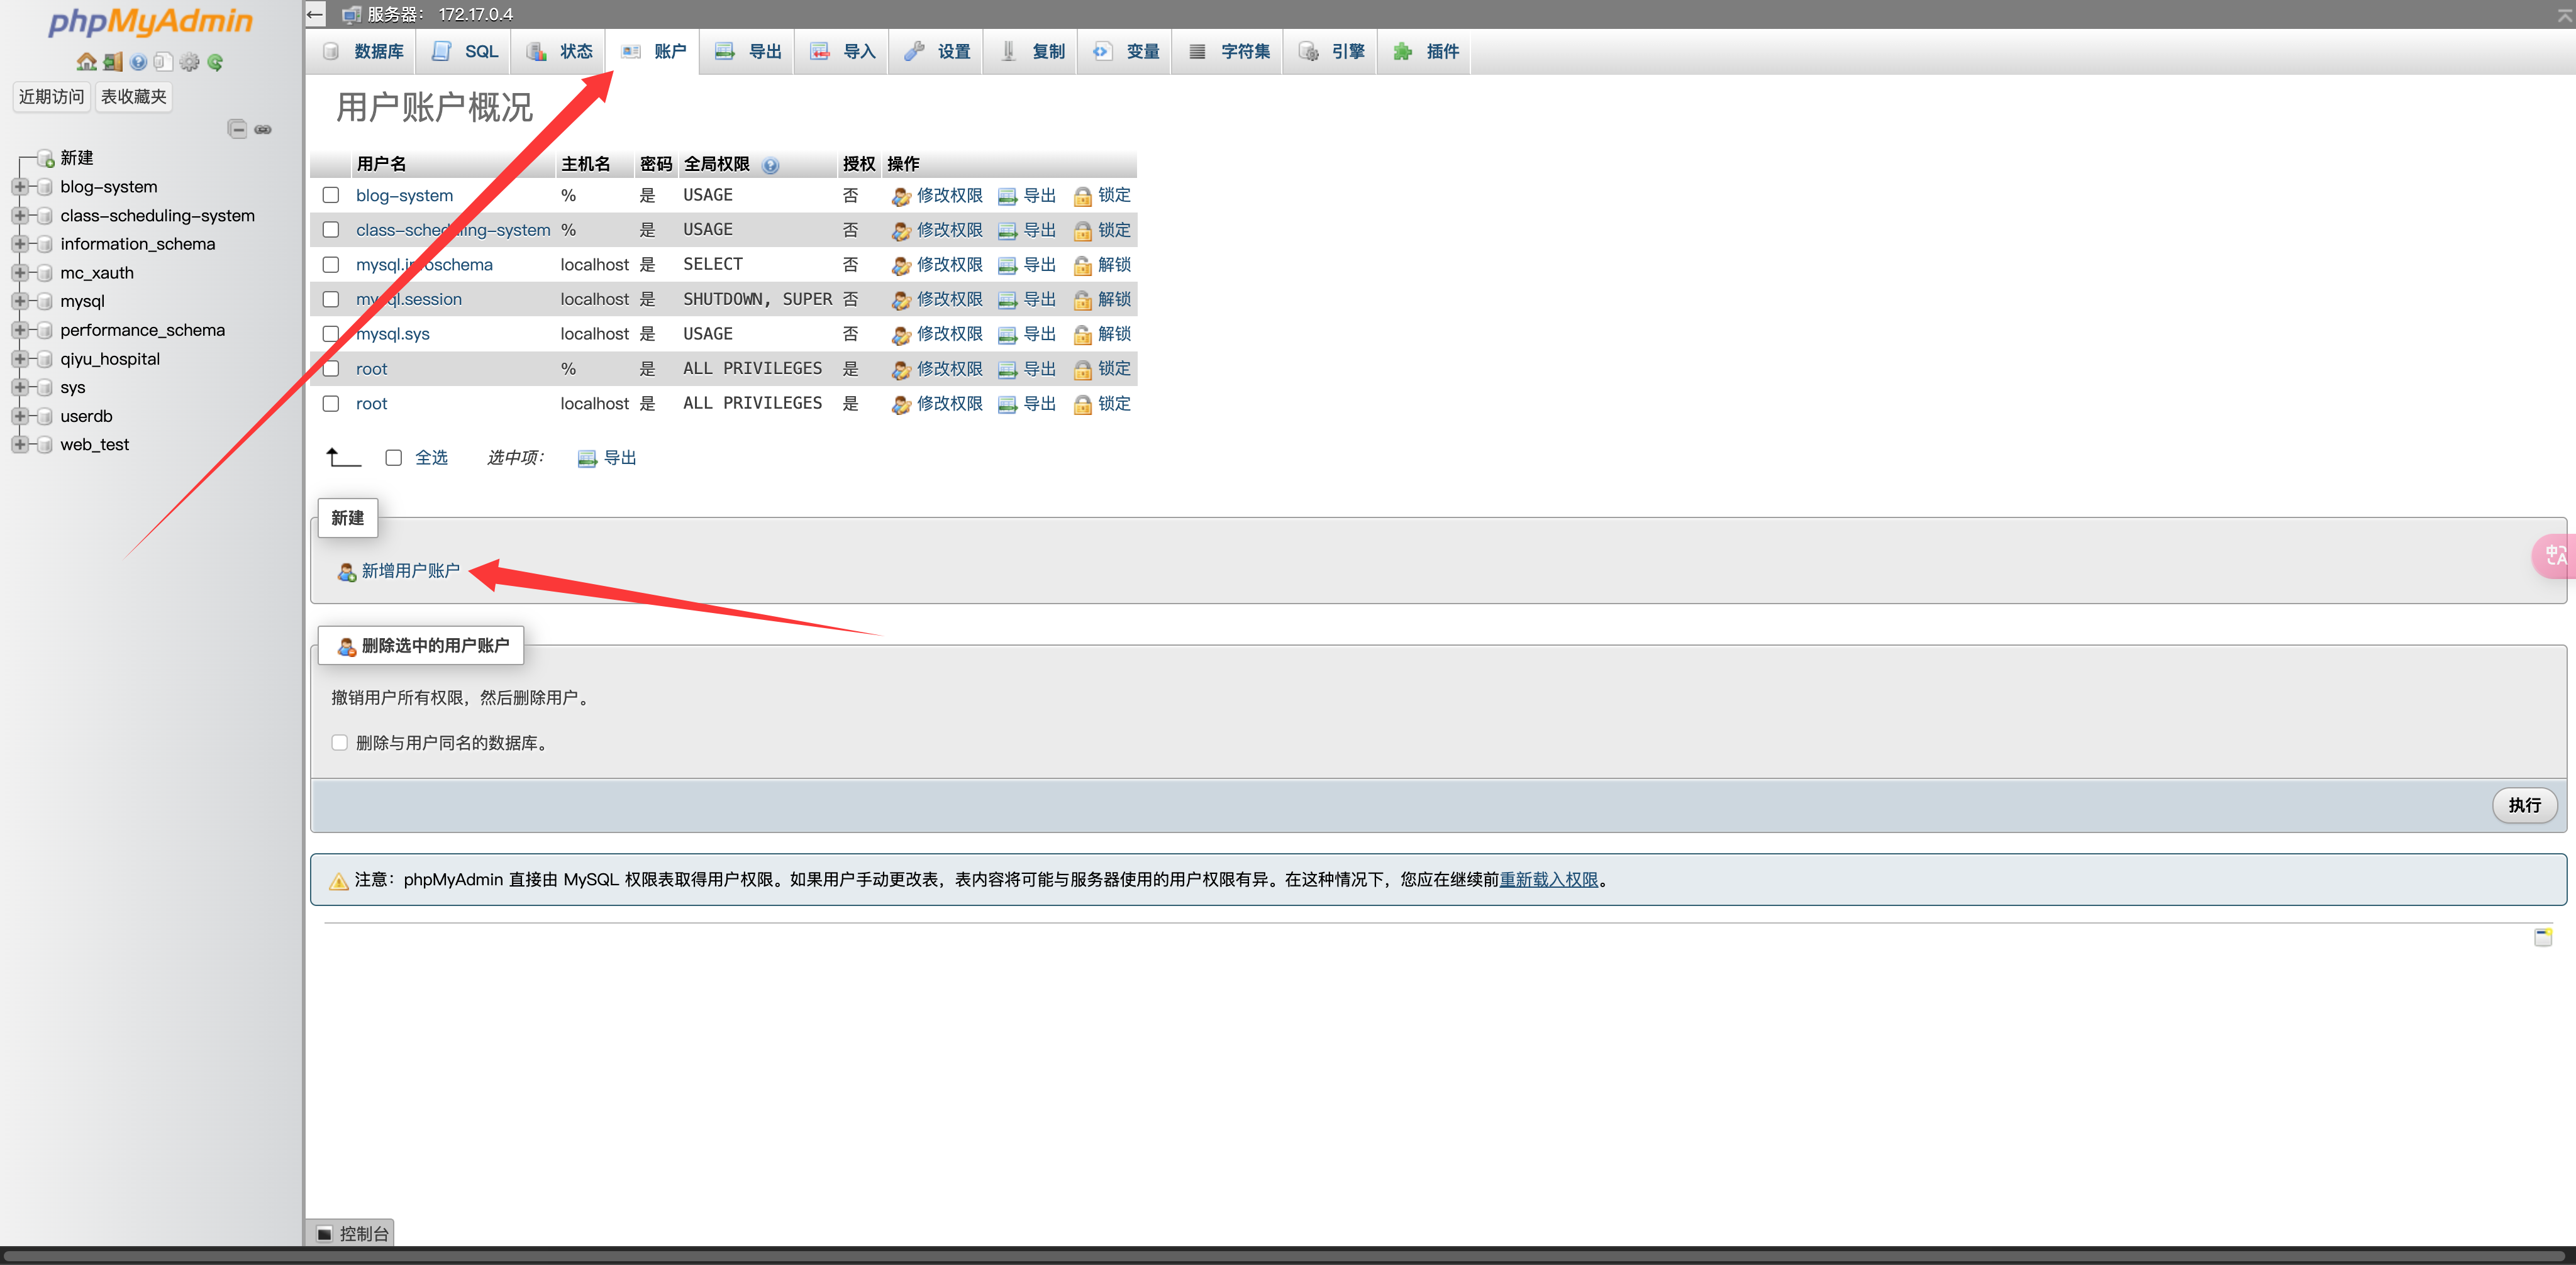 phpMyAdmin
近期访问 表收藏夹
新建
blog-system
class-scheduling-system
information_schema
mc_xauth
mysql
performance_schema
qiyu_hospital
sys
userdb
web_test
服务器： 172.17.0.4
数据库 SQL 状态 账户 导出 导入 设置 复制 变量 字符集 引擎 插件
用户账户概况
用户名 主机名 密码 全局权限 授权 操作
blog-system % 是 USAGE 否 修改权限 导出 锁定
class-scheduling-system % 是 USAGE 否 修改权限 导出 锁定
mysql.infoschema localhost 是 SELECT 否 修改权限 导出 解锁
mysql.session localhost 是 SHUTDOWN, SUPER 否 修改权限 导出 解锁
mysql.sys localhost 是 USAGE 否 修改权限 导出 解锁
root % 是 ALL PRIVILEGES 是 修改权限 导出 锁定
root localhost 是 ALL PRIVILEGES 是 修改权限 导出 锁定
全选 选中项： 导出
新建
新增用户账户
删除选中的用户账户
撤销用户所有权限，然后删除用户。
删除与用户同名的数据库。
执行
注意：phpMyAdmin 直接由 MySQL 权限表取得用户权限。如果用户手动更改表，表内容将可能与服务器使用的用户权限有异。在这种情况下，您应在继续前重新载入权限。
控制台
中A